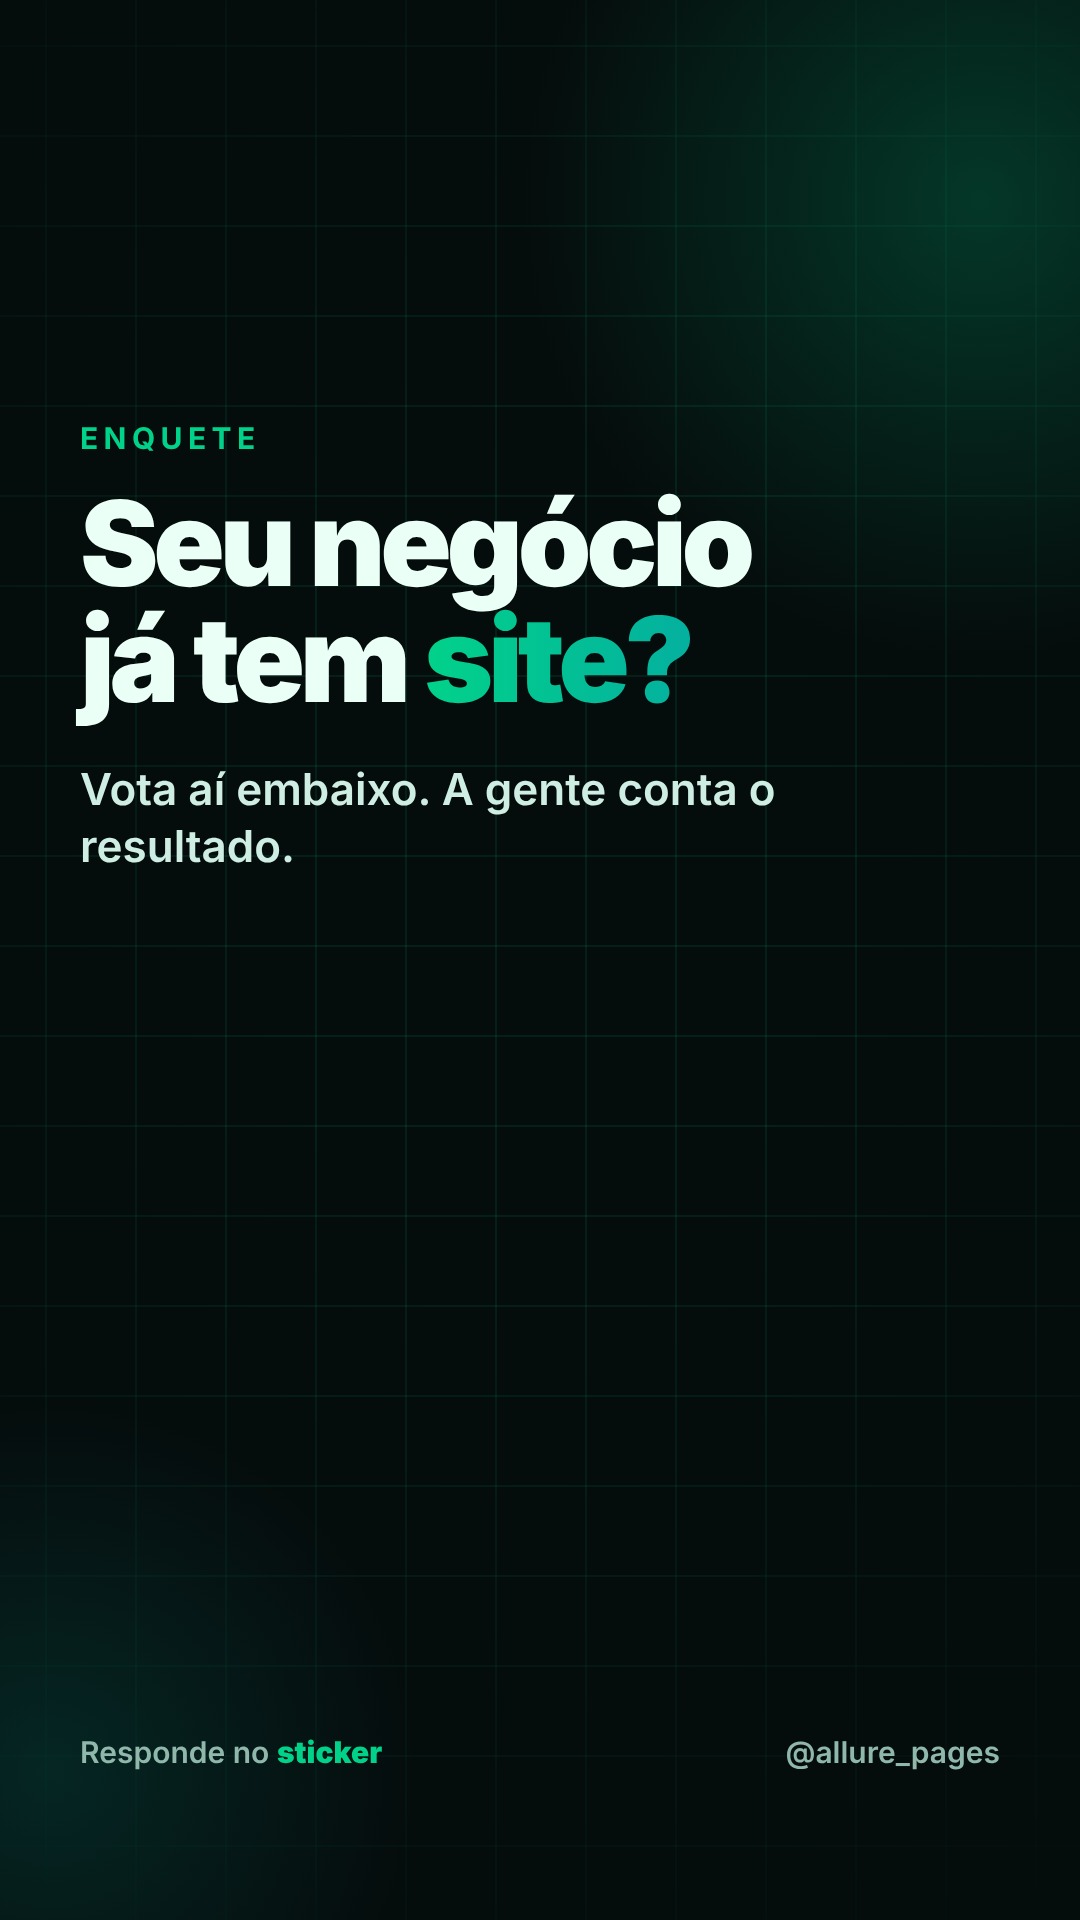 ENQUETE
Seu negócio
já tem site?
Vota aí embaixo. A gente conta o
resultado.
Responde no sticker
@allure_pages